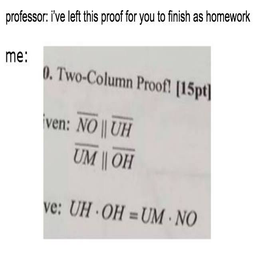 professor: i've left this proof for you to finish as homework
me:
0. Two-Column Proof! [15pt]
iven: NO || UH
UM || OH
ve: UH · OH = UM · NO